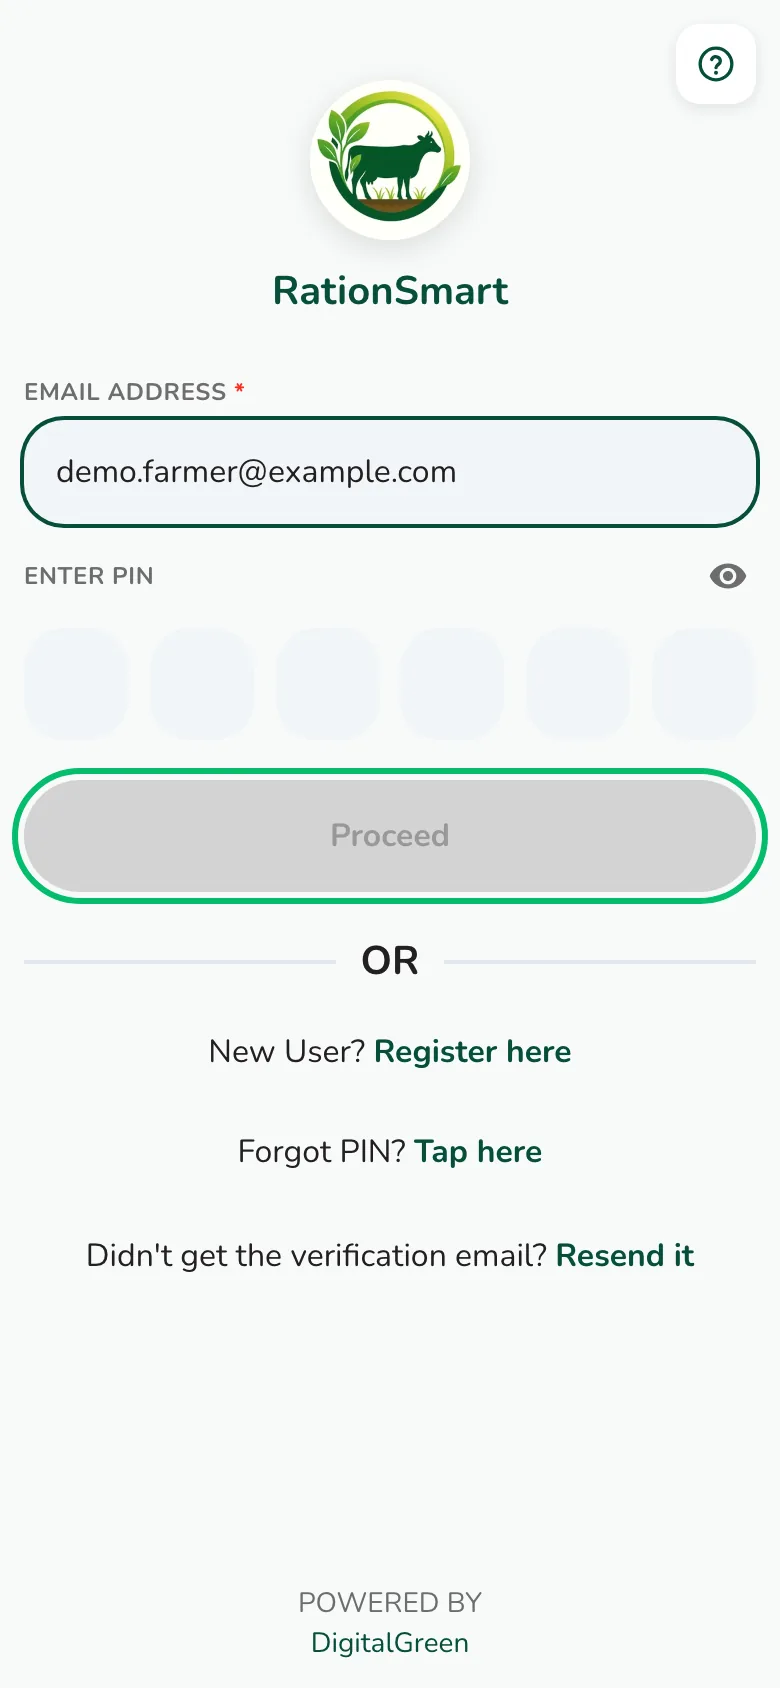 RationSmart
EMAIL ADDRESS *
demo.farmer@example.com
ENTER PIN
Proceed
OR
New User? Register here
Forgot PIN? Tap here
Didn't get the verification email? Resend it
POWERED BY
DigitalGreen